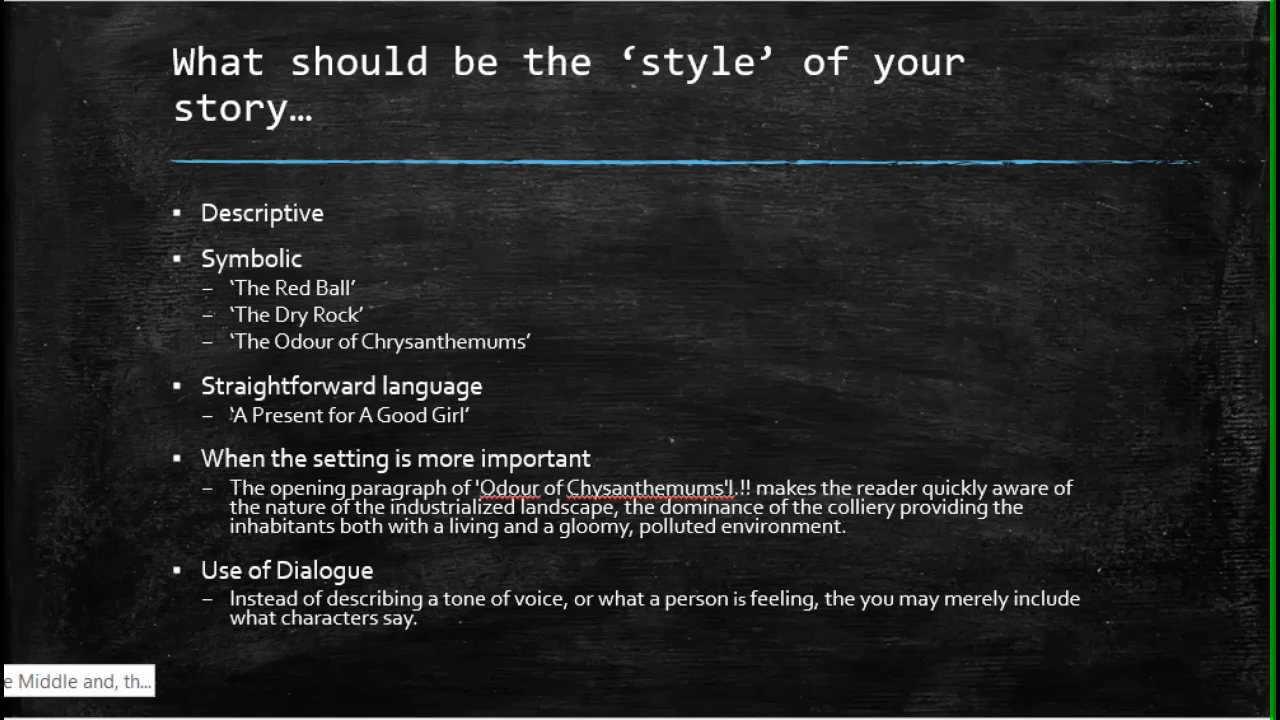 What should be the ‘style’ of your
story…
▪ Descriptive
▪ Symbolic
– ‘The Red Ball’
– ‘The Dry Rock’
– ‘The Odour of Chrysanthemums’
▪ Straightforward language
– ‘A Present for A Good Girl’
▪ When the setting is more important
– The opening paragraph of 'Odour of Chysanthemums'l.!! makes the reader quickly aware of
the nature of the industrialized landscape, the dominance of the colliery providing the
inhabitants both with a living and a gloomy, polluted environment.
▪ Use of Dialogue
– Instead of describing a tone of voice, or what a person is feeling, the you may merely include
what characters say.
e Middle and, th...